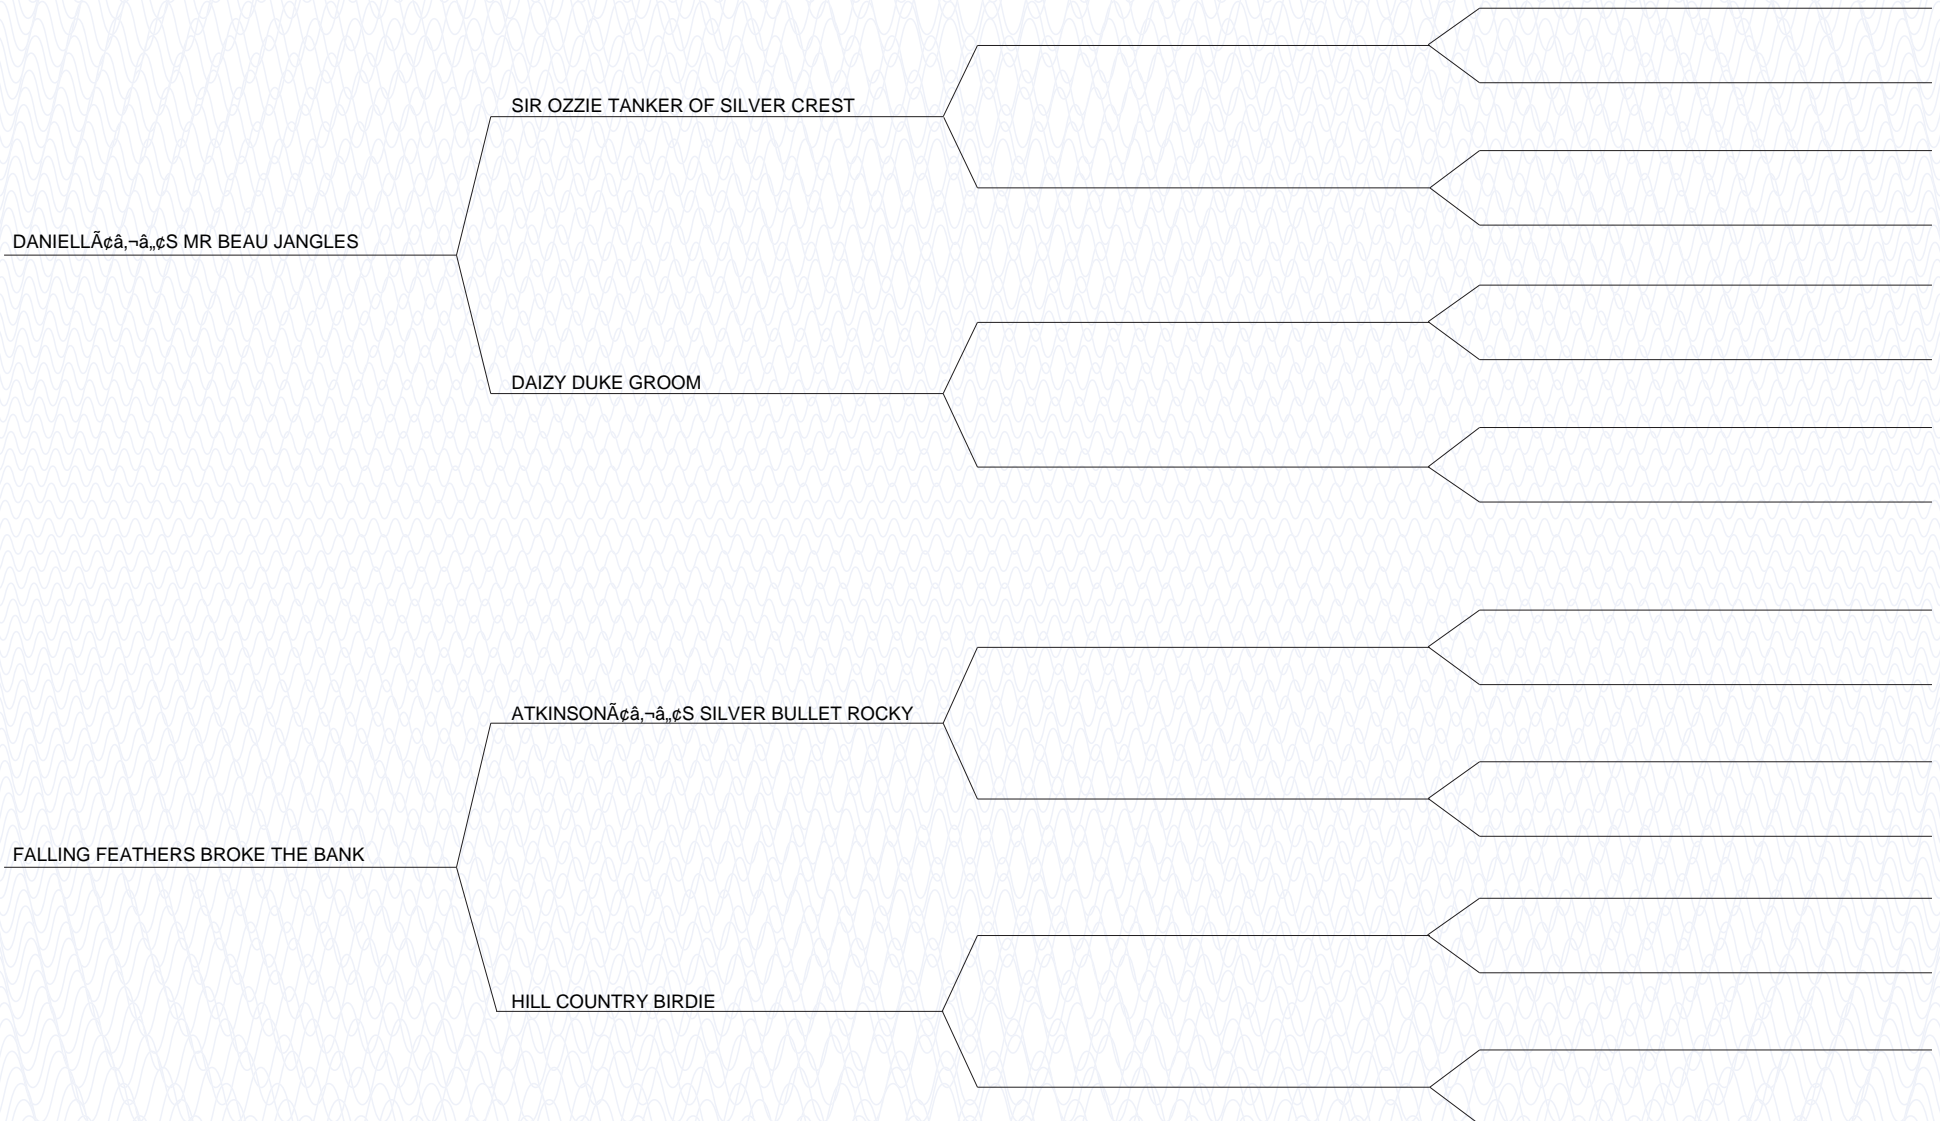 SIR OZZIE TANKER OF SILVER CREST
DANIELLÃ¢â‚¬â„¢S MR BEAU JANGLES
DAIZY DUKE GROOM
ATKINSONÃ¢â‚¬â„¢S SILVER BULLET ROCKY
FALLING FEATHERS BROKE THE BANK
HILL COUNTRY BIRDIE